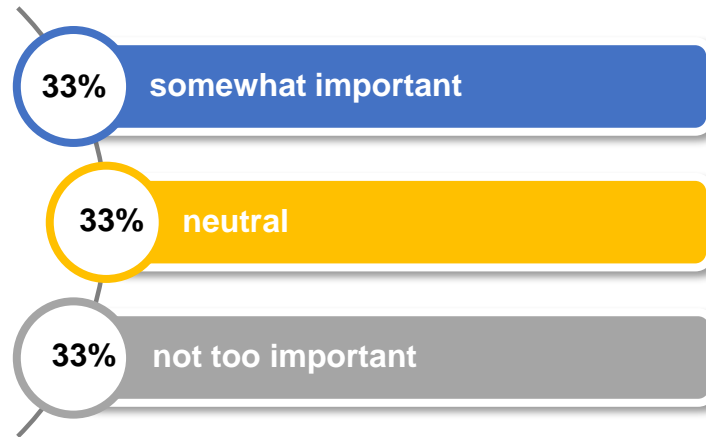 33% somewhat important
33% neutral
33% not too important